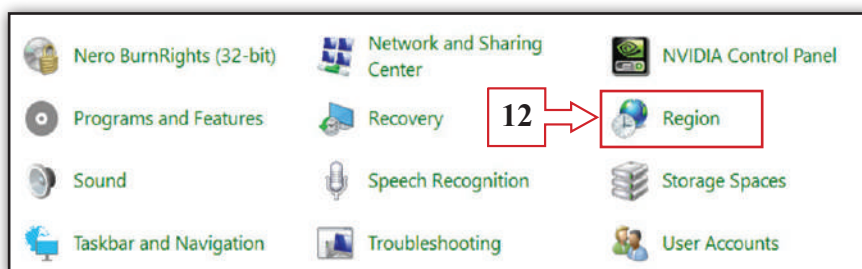 Nero BurnRights (32-bit)
Network and Sharing
Center
NVIDIA Control Panel
Programs and Features
Recovery
12
Region
Sound
Speech Recognition
Storage Spaces
Taskbar and Navigation
Troubleshooting
User Accounts